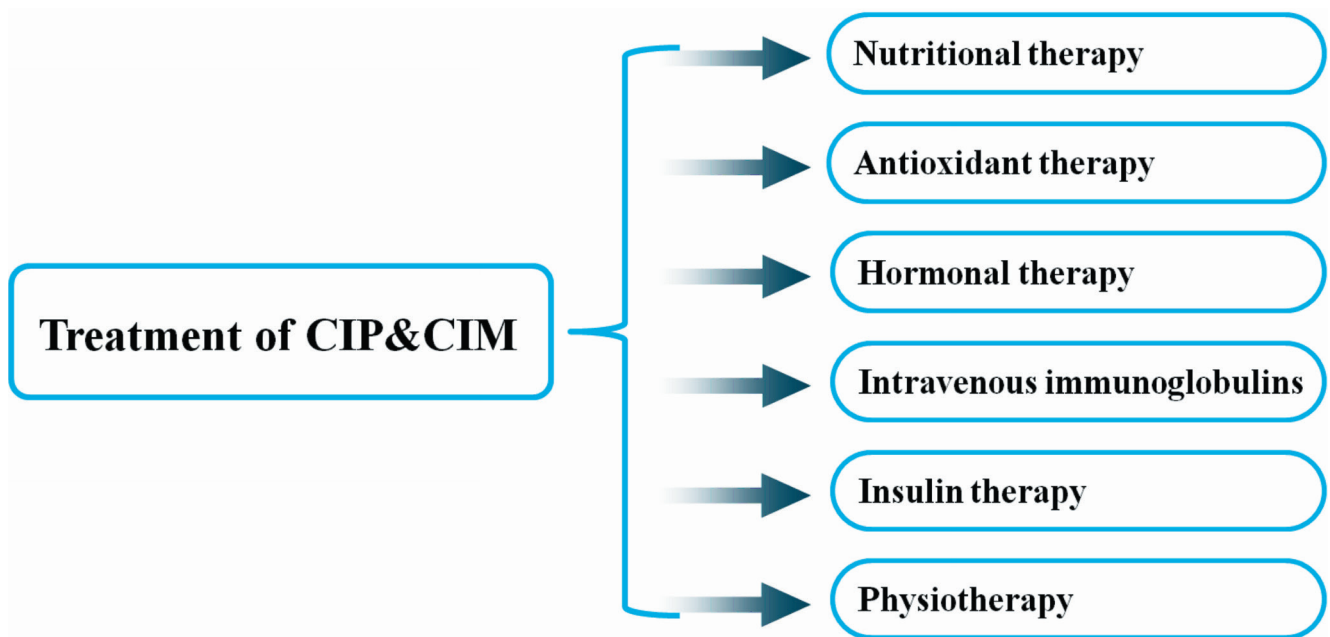 Treatment of CIP&CIM
Nutritional therapy
Antioxidant therapy
Hormonal therapy
Intravenous immunoglobulins
Insulin therapy
Physiotherapy